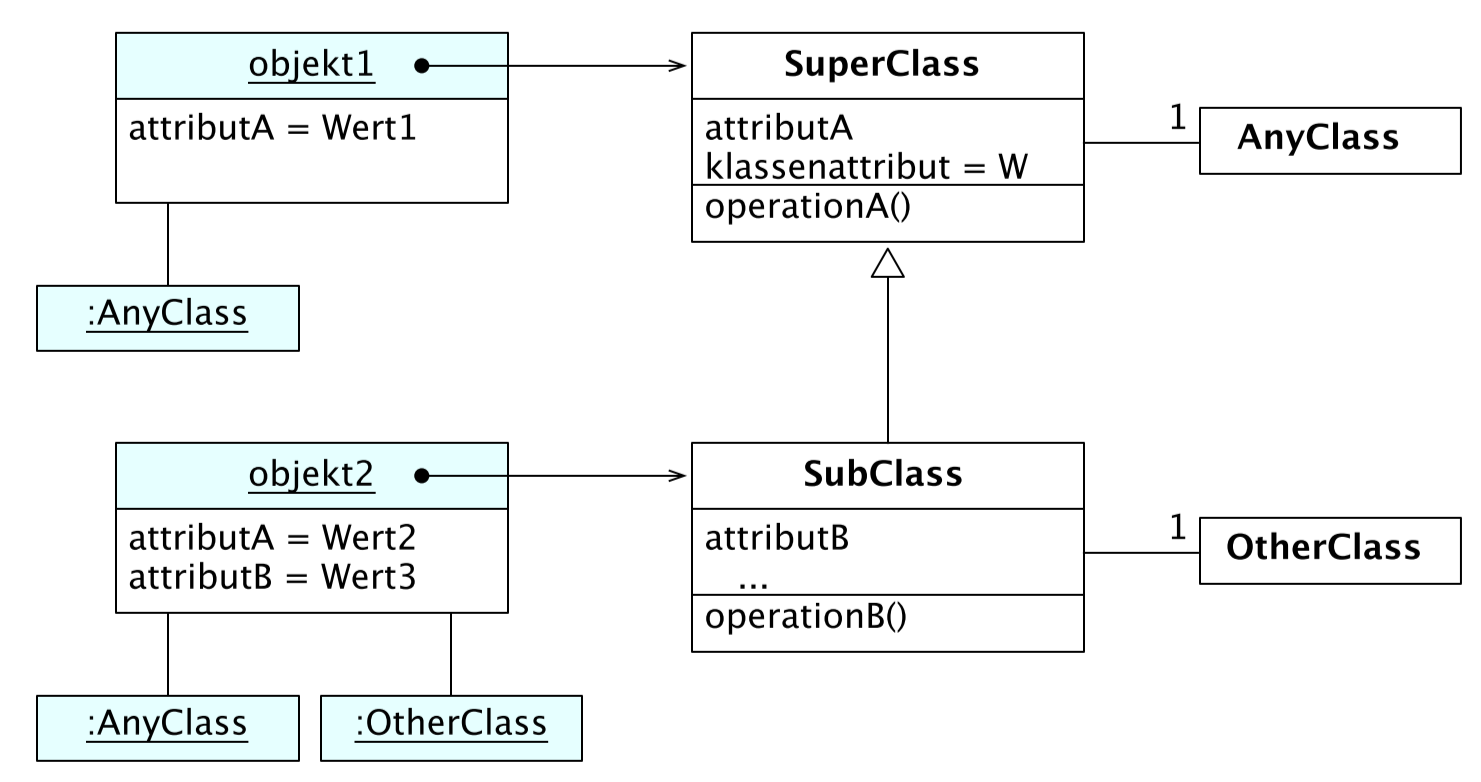 objekt1
attributA = Wert1
:AnyClass
SuperClass
attributA
klassenattribut = W
operationA()
1
AnyClass
objekt2
attributA = Wert2
attributB = Wert3
:AnyClass
:OtherClass
SubClass
attributB
...
operationB()
1
OtherClass